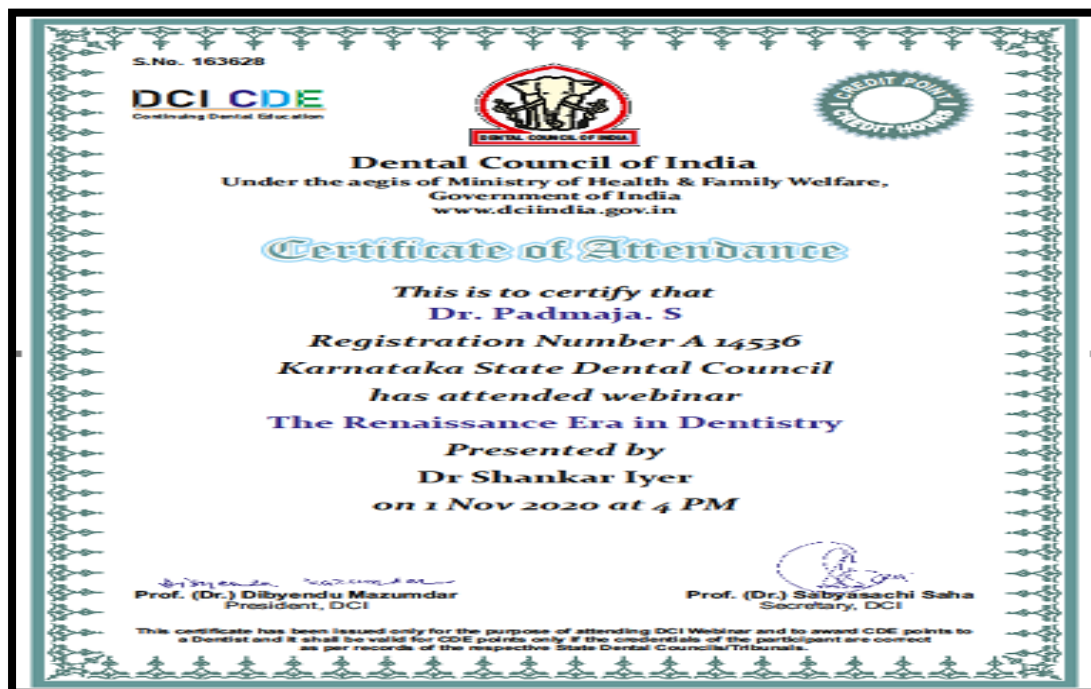 S.No. 163628
DCI CDE
Continuing Dental Education
DENTAL COUNCIL OF INDIA
CREDIT POINT
CREDIT HOURS
Dental Council of India
Under the aegis of Ministry of Health & Family Welfare,
Government of India
www.dciindia.gov.in
Certificate of Attendance
This is to certify that
Dr. Padmaja. S
Registration Number A 14536
Karnataka State Dental Council
has attended webinar
The Renaissance Era in Dentistry
Presented by
Dr Shankar Iyer
on 1 Nov 2020 at 4 PM
Dibyendu Mazumdar
Prof. (Dr.) Dibyendu Mazumdar
President, DCI
Prof. (Dr.) Sabyasachi Saha
Secretary, DCI
This certificate has been issued only for the purpose of attending DCI Webinar and to award CDE points to
a Dentist and it shall be valid for CDE points only if the credentials of the participant are correct
as per records of the respective State Dental Councils/Tribunals.